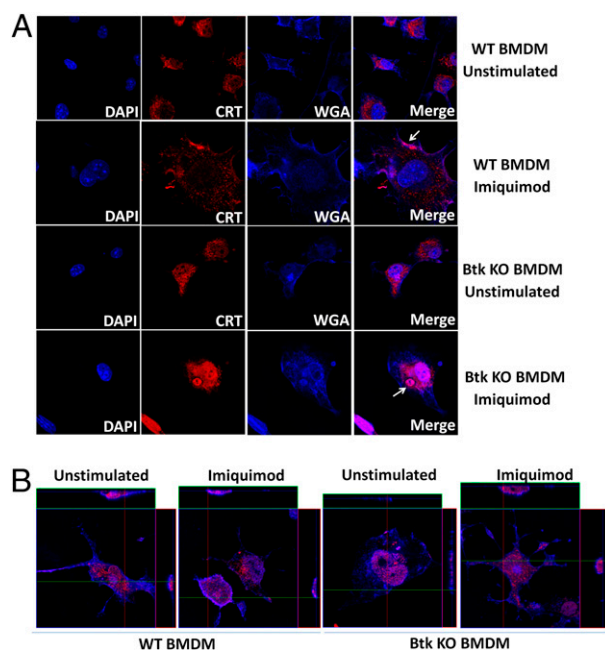 A
DAPI CRT WGA Merge
WT BMDM
Unstimulated
DAPI CRT WGA Merge
WT BMDM
Imiquimod
DAPI CRT WGA Merge
Btk KO BMDM
Unstimulated
DAPI CRT WGA Merge
Btk KO BMDM
Imiquimod
B
Unstimulated Imiquimod Unstimulated Imiquimod
WT BMDM Btk KO BMDM